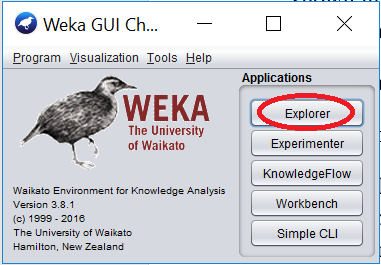 Weka GUI Ch...
Program Visualization Tools Help
Applications
WEKA
The University
of Waikato
Explorer
Experimenter
KnowledgeFlow
Workbench
Simple CLI
Waikato Environment for Knowledge Analysis
Version 3.8.1
(c) 1999 - 2016
The University of Waikato
Hamilton, New Zealand